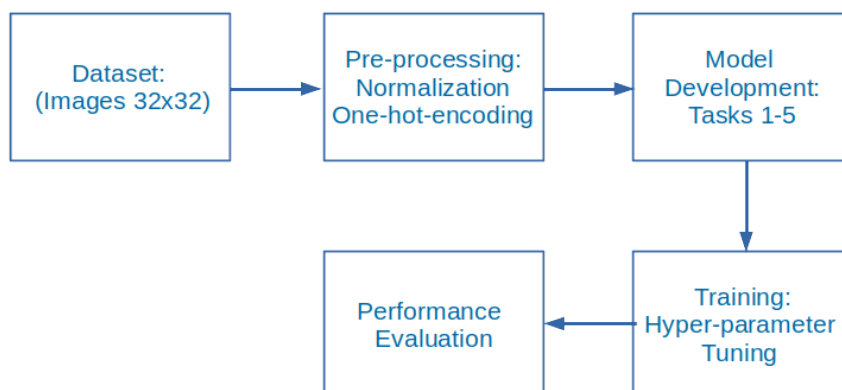 Dataset:
(Images 32x32)
Pre-processing:
Normalization
One-hot-encoding
Model
Development:
Tasks 1-5
Training:
Hyper-parameter
Tuning
Performance
Evaluation